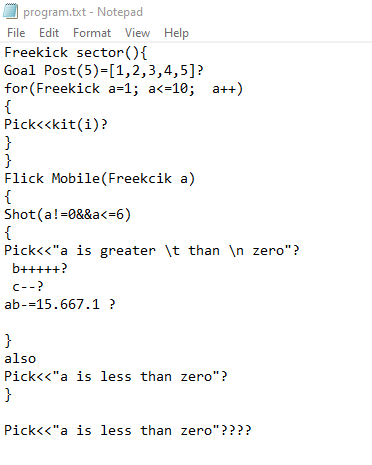 program.txt - Notepad
File Edit Format View Help
Freekick sector(){
Goal Post(5)=[1,2,3,4,5]?
for(Freekick a=1; a<=10;  a++)
{
Pick<<kit(i)?
}
}
Flick Mobile(Freekcik a)
{
Shot(a!=0&&a<=6)
{
Pick<<"a is greater \t than \n zero"?
 b+++++?
 c--?
ab-=15.667.1 ?
}
also
Pick<<"a is less than zero"?
}
Pick<<"a is less than zero"????